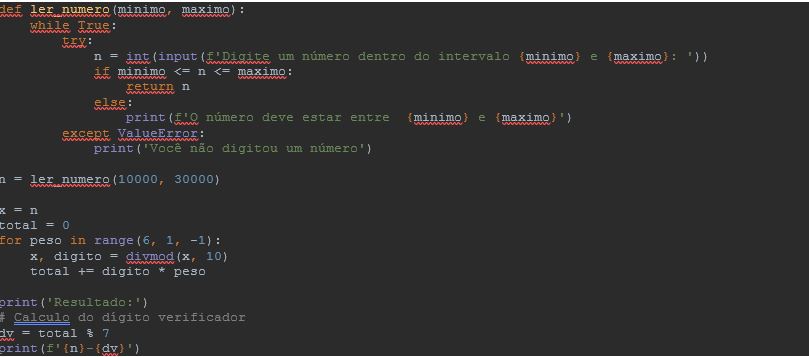 def ler_numero(minimo, maximo):
    while True:
        try:
            n = int(input(f'Digite um número dentro do intervalo {minimo} e {maximo}: '))
            if minimo <= n <= maximo:
                return n
            else:
                print(f'O número deve estar entre  {minimo} e {maximo}')
        except ValueError:
            print('Você não digitou um número')

n = ler_numero(10000, 30000)

x = n
total = 0
for peso in range(6, 1, -1):
    x, digito = divmod(x, 10)
    total += digito * peso

print('Resultado:')
# Calculo do dígito verificador
dv = total % 7
print(f'{n}-{dv}')